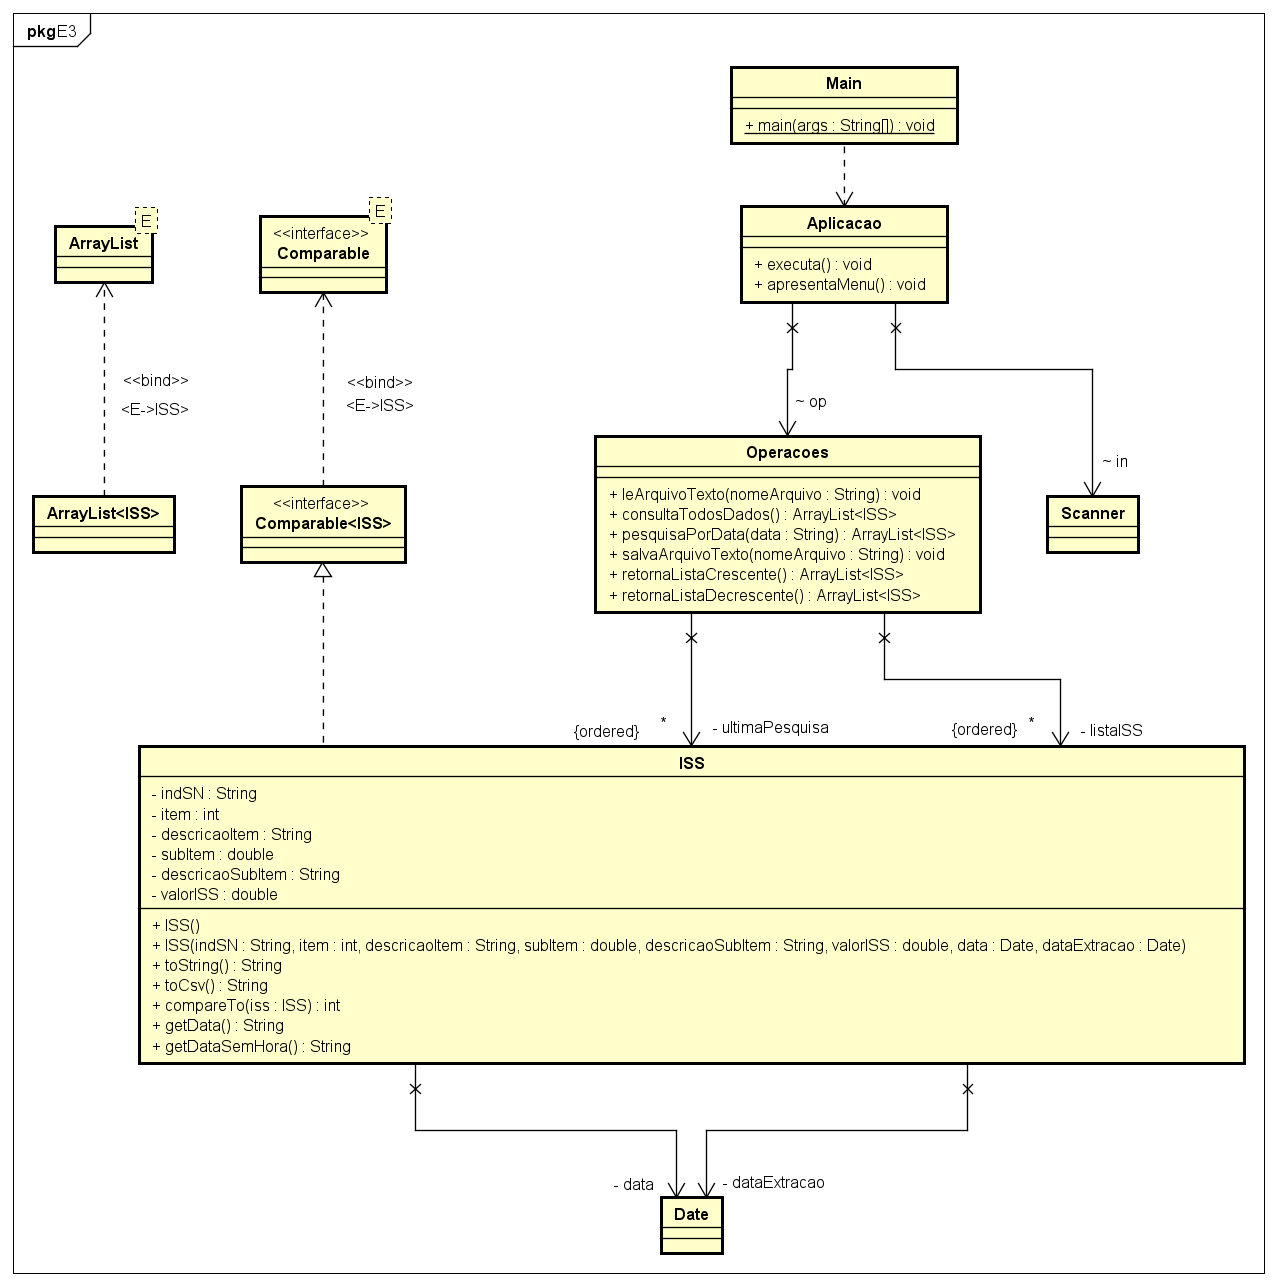 pkg E3
Main
+ main(args : String[]) : void
Aplicacao
+ executa() : void
+ apresentaMenu() : void
E
ArrayList
E
<<interface>>
Comparable
<<bind>>
<E->ISS>
<<bind>>
<E->ISS>
~ op
~ in
Operacoes
+ leArquivoTexto(nomeArquivo : String) : void
+ consultaTodosDados() : ArrayList<ISS>
+ pesquisaPorData(data : String) : ArrayList<ISS>
+ salvaArquivoTexto(nomeArquivo : String) : void
+ retornaListaCrescente() : ArrayList<ISS>
+ retornaListaDecrescente() : ArrayList<ISS>
ArrayList<ISS>
<<interface>>
Comparable<ISS>
Scanner
{ordered} * - ultimaPesquisa
{ordered} * - listaISS
ISS
- indSN : String
- item : int
- descricaoItem : String
- subItem : double
- descricaoSubItem : String
- valorISS : double
+ ISS()
+ ISS(indSN : String, item : int, descricaoItem : String, subItem : double, descricaoSubItem : String, valorISS : double, data : Date, dataExtracao : Date)
+ toString() : String
+ toCsv() : String
+ compareTo(iss : ISS) : int
+ getData() : String
+ getDataSemHora() : String
- data
- dataExtracao
Date